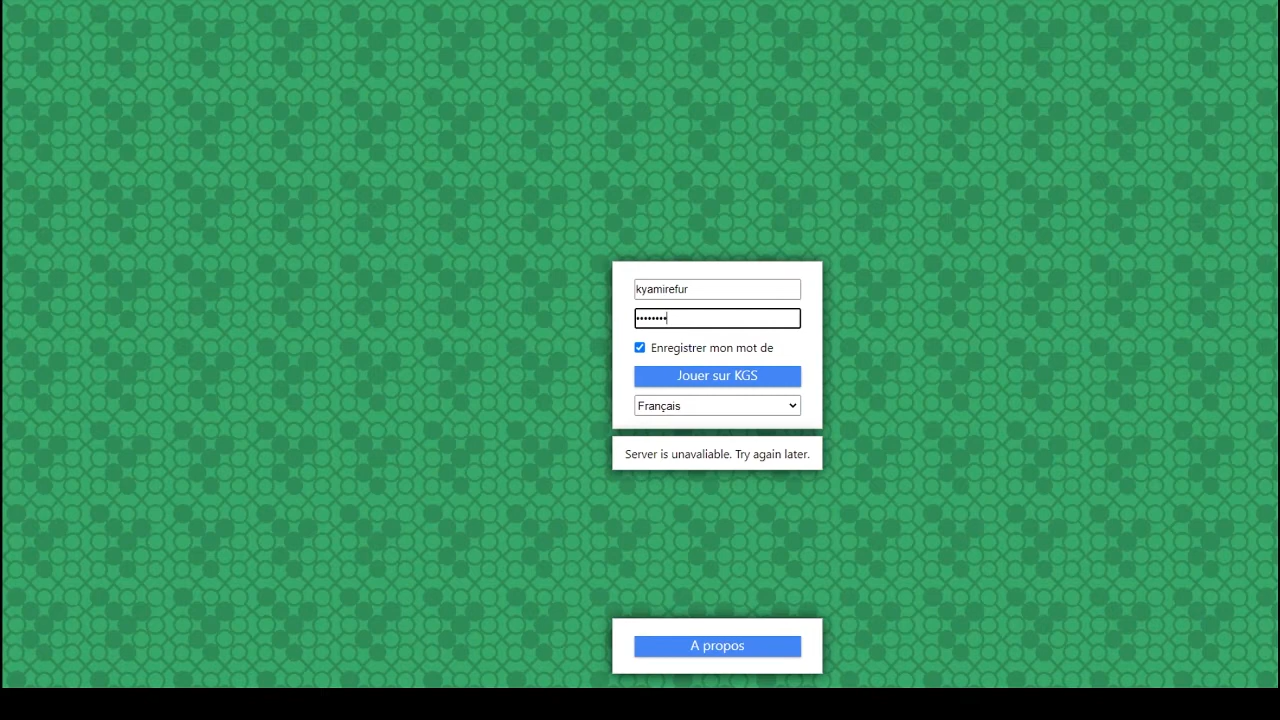 kyamirefur
••••••••
Enregistrer mon mot de
Jouer sur KGS
Français
Server is unavaliable. Try again later.
A propos